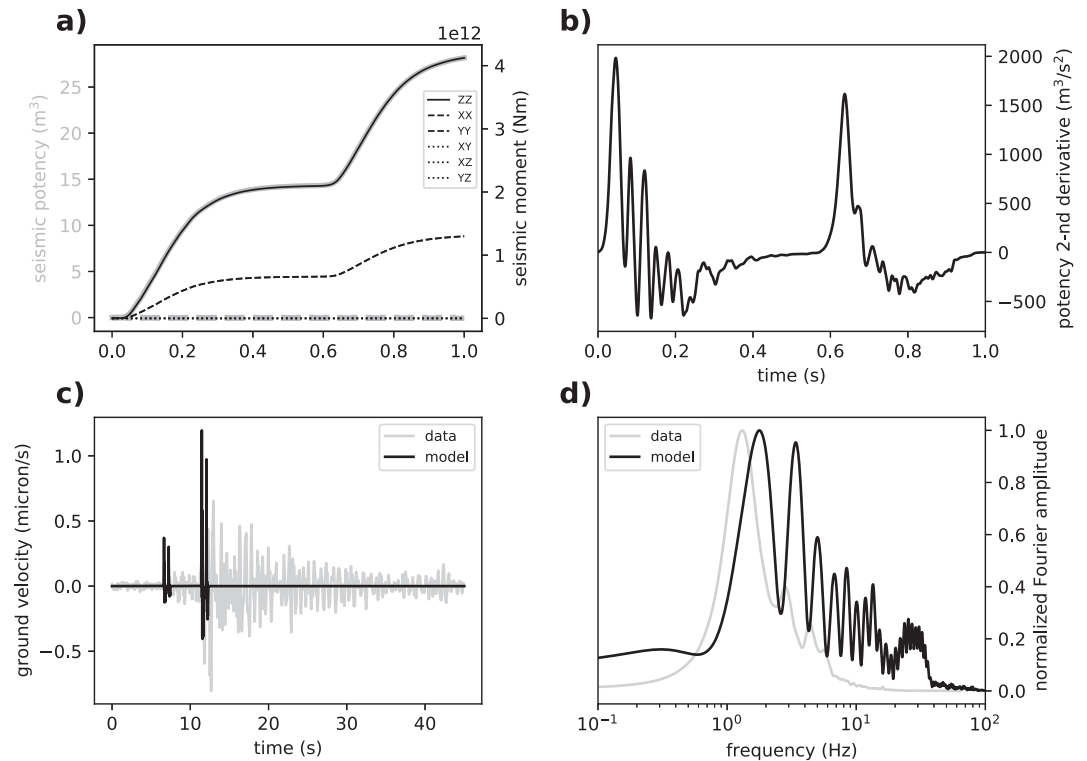 a)
1e12
25
20
15
10
5
0
seismic potency (m³)
4
3
2
1
0
seismic moment (Nm)
ZZ
XX
YY
XY
XZ
YZ
0.0 0.2 0.4 0.6 0.8 1.0
b)
2000
1500
1000
500
0
−500
potency 2-nd derivative (m³/s²)
0.0 0.2 0.4 0.6 0.8 1.0
time (s)
c)
1.0
0.5
0.0
−0.5
ground velocity (micron/s)
data
model
0 10 20 30 40
time (s)
d)
data
model
1.0
0.8
0.6
0.4
0.2
0.0
normalized Fourier amplitude
10⁻¹ 10⁰ 10¹ 10²
frequency (Hz)